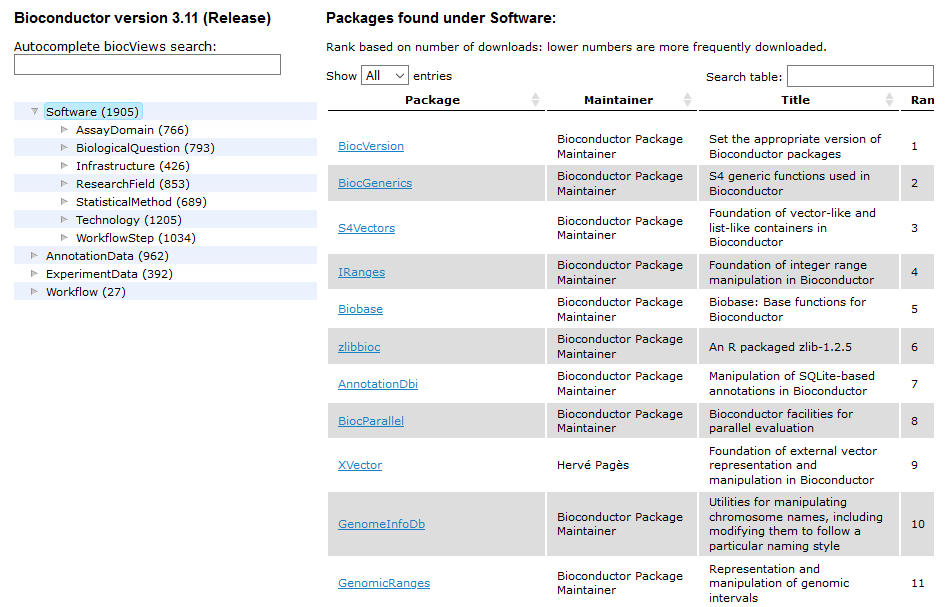 Bioconductor version 3.11 (Release)
Autocomplete biocViews search:
Software (1905)
AssayDomain (766)
BiologicalQuestion (793)
Infrastructure (426)
ResearchField (853)
StatisticalMethod (689)
Technology (1205)
WorkflowStep (1034)
AnnotationData (962)
ExperimentData (392)
Workflow (27)
Packages found under Software:
Rank based on number of downloads: lower numbers are more frequently downloaded.
Show All entries Search table:
Package Maintainer Title Ran
BiocVersion Bioconductor Package Maintainer Set the appropriate version of Bioconductor packages 1
BiocGenerics Bioconductor Package Maintainer S4 generic functions used in Bioconductor 2
S4Vectors Bioconductor Package Maintainer Foundation of vector-like and list-like containers in Bioconductor 3
IRanges Bioconductor Package Maintainer Foundation of integer range manipulation in Bioconductor 4
Biobase Bioconductor Package Maintainer Biobase: Base functions for Bioconductor 5
zlibbioc Bioconductor Package Maintainer An R packaged zlib-1.2.5 6
AnnotationDbi Bioconductor Package Maintainer Manipulation of SQLite-based annotations in Bioconductor 7
BiocParallel Bioconductor Package Maintainer Bioconductor facilities for parallel evaluation 8
XVector Hervé Pagès Foundation of external vector representation and manipulation in Bioconductor 9
GenomeInfoDb Bioconductor Package Maintainer Utilities for manipulating chromosome names, including modifying them to follow a particular naming style 10
GenomicRanges Bioconductor Package Maintainer Representation and manipulation of genomic intervals 11